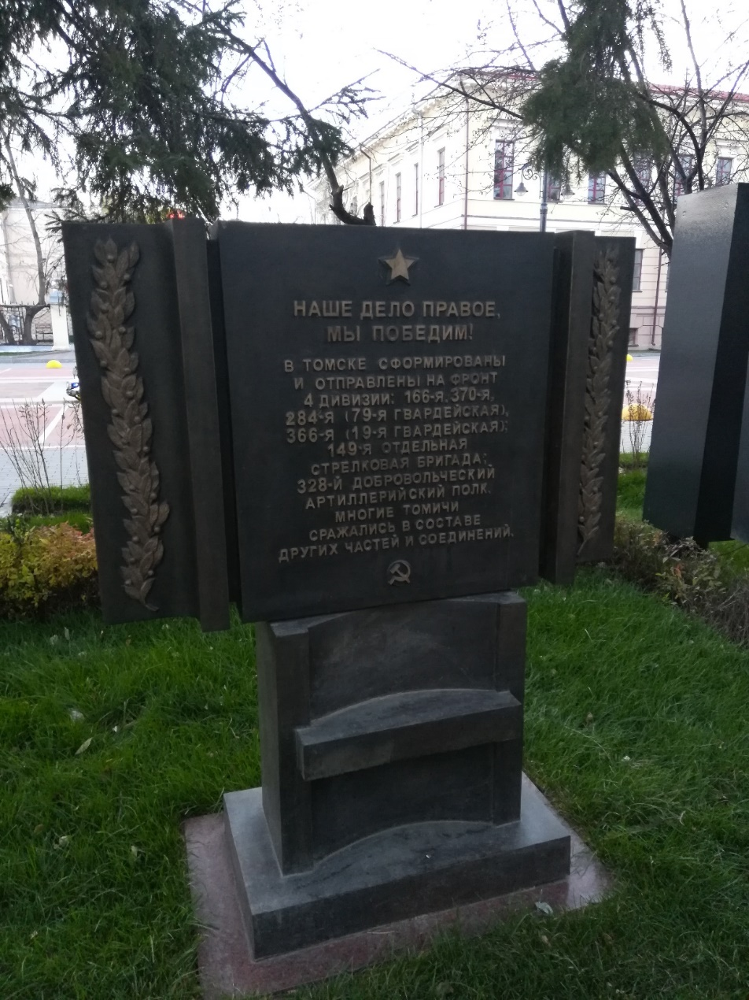 НАШЕ ДЕЛО ПРАВОЕ,
МЫ ПОБЕДИМ!
В ТОМСКЕ СФОРМИРОВАНЫ
И ОТПРАВЛЕНЫ НА ФРОНТ
4 ДИВИЗИИ: 166-Я, 370-Я,
284-Я (79-Я ГВАРДЕЙСКАЯ),
366-Я (19-Я ГВАРДЕЙСКАЯ);
149-Я ОТДЕЛЬНАЯ
СТРЕЛКОВАЯ БРИГАДА;
328-Й ДОБРОВОЛЬЧЕСКИЙ
АРТИЛЛЕРИЙСКИЙ ПОЛК.
МНОГИЕ ТОМИЧИ
СРАЖАЛИСЬ В СОСТАВЕ
ДРУГИХ ЧАСТЕЙ И СОЕДИНЕНИЙ.